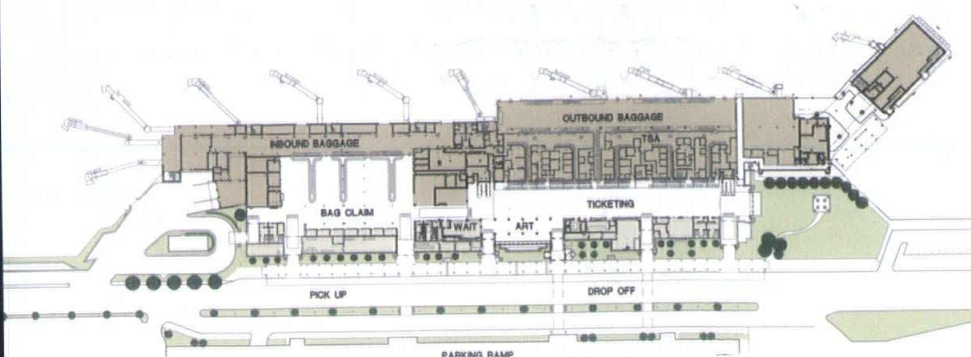 OUTBOUND BAGGAGE
INBOUND BAGGAGE
TSA
TICKETING
BAG CLAIM
WAIT
ART
PICK UP
DROP OFF
PARKING RAMP